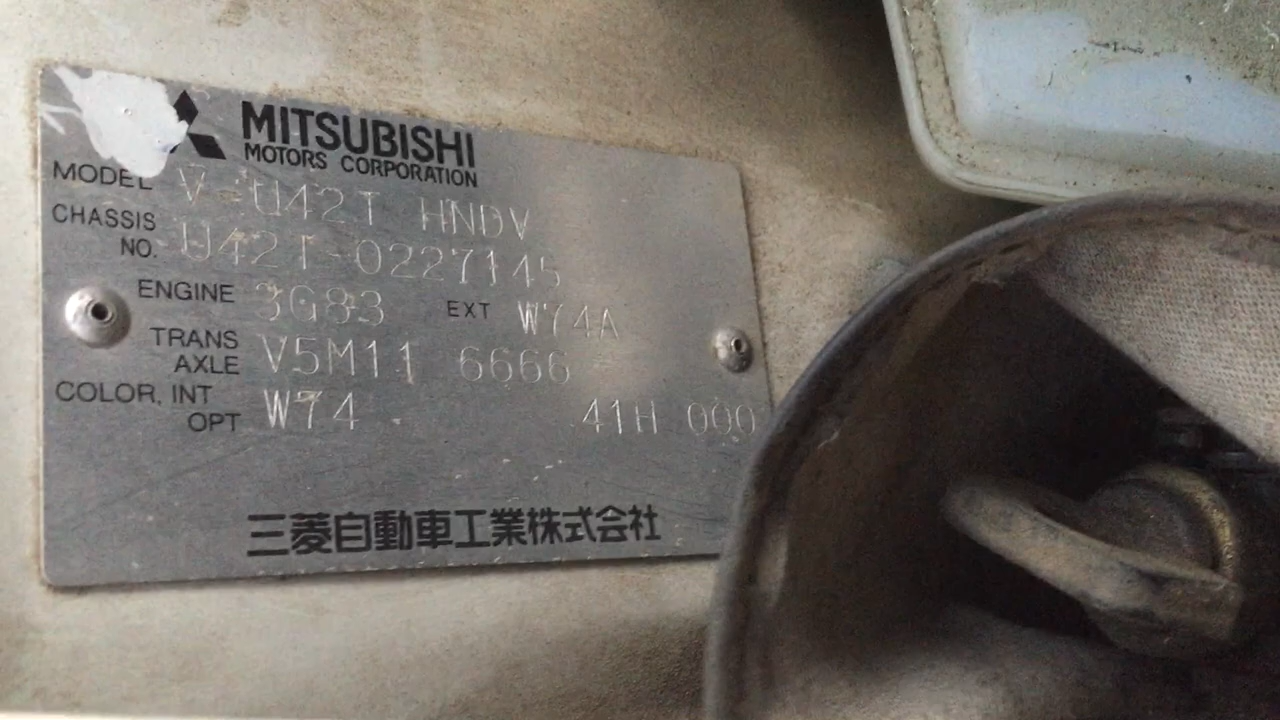 MITSUBISHI
MOTORS CORPORATION
MODEL V-U42T HNDV
CHASSIS NO. U42T-0227145
ENGINE 3G83 EXT W74A
TRANS AXLE V5M11 6666
COLOR, INT OPT W74 41H 000
三菱自動車工業株式会社